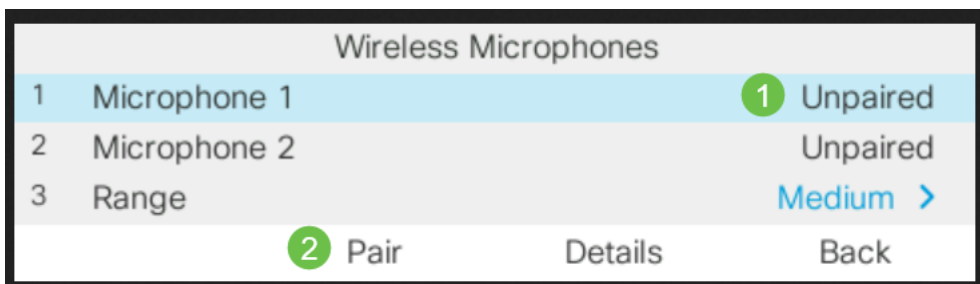 Wireless Microphones
1 Microphone 1 1 Unpaired
2 Microphone 2 Unpaired
3 Range Medium >
2 Pair Details Back